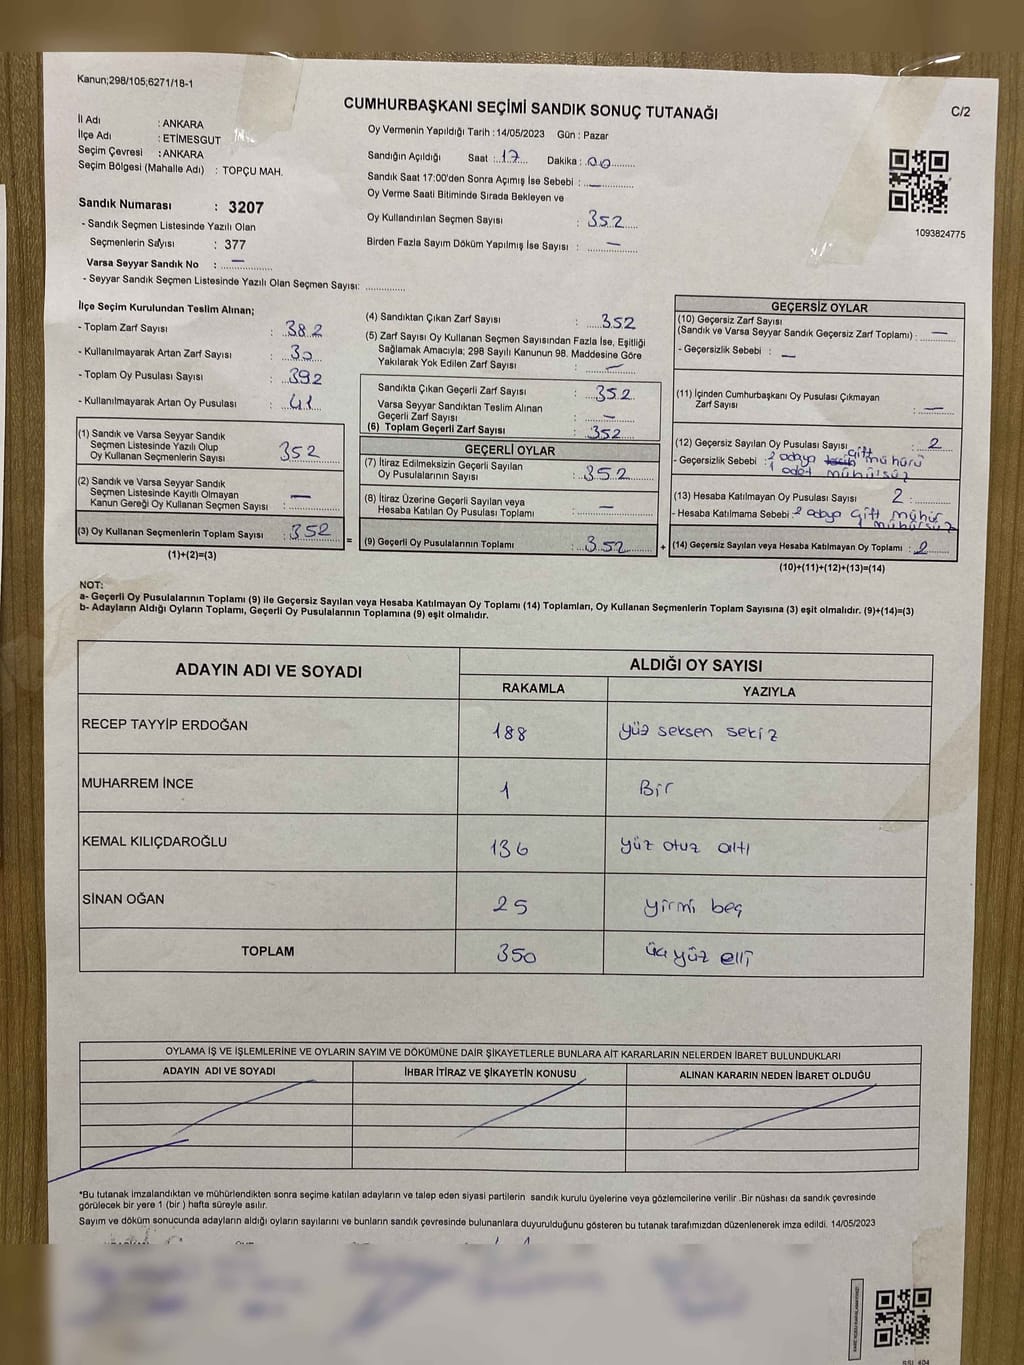 Kanun;298/105;6271/18-1
CUMHURBAŞKANI SEÇİMİ SANDIK SONUÇ TUTANAĞI
C/2
İl Adı : ANKARA
İlçe Adı : ETİMESGUT
Seçim Çevresi : ANKARA
Seçim Bölgesi (Mahalle Adı) : TOPÇU MAH.
Sandık Numarası : 3207
- Sandık Seçmen Listesinde Yazılı Olan
Seçmenlerin Sayısı : 377
Varsa Seyyar Sandık No : —
- Seyyar Sandık Seçmen Listesinde Yazılı Olan Seçmen Sayısı: ..............
Oy Vermenin Yapıldığı Tarih : 14/05/2023 Gün : Pazar
Sandığın Açıldığı Saat : 17 Dakika : 00
Sandık Saat 17:00'den Sonra Açımış İse Sebebi : —
Oy Verme Saati Bitiminde Sırada Bekleyen ve
Oy Kullandırılan Seçmen Sayısı : 352
Birden Fazla Sayım Döküm Yapılmış İse Sayısı : —
1093824775
İlçe Seçim Kurulundan Teslim Alınan;
- Toplam Zarf Sayısı : 382
- Kullanılmayarak Artan Zarf Sayısı : 30
- Toplam Oy Pusulası Sayısı : 392
- Kullanılmayarak Artan Oy Pusulası : 41
(1) Sandık ve Varsa Seyyar Sandık
Seçmen Listesinde Yazılı Olup
Oy Kullanan Seçmenlerin Sayısı 352
(2) Sandık ve Varsa Seyyar Sandık
Seçmen Listesinde Kayıtlı Olmayan
Kanun Gereği Oy Kullanan Seçmen Sayısı : —
(3) Oy Kullanan Seçmenlerin Toplam Sayısı : 352 =
(1)+(2)=(3)
(4) Sandıktan Çıkan Zarf Sayısı : 352
(5) Zarf Sayısı Oy Kullanan Seçmen Sayısından Fazla İse, Eşitliği
Sağlamak Amacıyla; 298 Sayılı Kanunun 98. Maddesine Göre
Yakılarak Yok Edilen Zarf Sayısı : —
Sandıkta Çıkan Geçerli Zarf Sayısı : 352
Varsa Seyyar Sandıktan Teslim Alınan
Geçerli Zarf Sayısı : —
(6) Toplam Geçerli Zarf Sayısı : 352
GEÇERLİ OYLAR
(7) İtiraz Edilmeksizin Geçerli Sayılan
Oy Pusulalarının Sayısı : 352
(8) İtiraz Üzerine Geçerli Sayılan veya
Hesaba Katılan Oy Pusulası Toplamı : —
(9) Geçerli Oy Pusulalarının Toplamı : 352 +
GEÇERSİZ OYLAR
(10) Geçersiz Zarf Sayısı
(Sandık ve Varsa Seyyar Sandık Geçersiz Zarf Toplamı) : —
- Geçersizlik Sebebi : —
(11) İçinden Cumhurbaşkanı Oy Pusulası Çıkmayan
Zarf Sayısı : —
(12) Geçersiz Sayılan Oy Pusulası Sayısı : 2
- Geçersizlik Sebebi : 2 adaya çift mühürü
1 adet mühülsüz
(13) Hesaba Katılmayan Oy Pusulası Sayısı 2 :
- Hesaba Katılmama Sebebi : 2 adaya çift mühür
mühürsüz
(14) Geçersiz Sayılan veya Hesaba Katılmayan Oy Toplamı : 2
(10)+(11)+(12)+(13)=(14)
NOT:
a- Geçerli Oy Pusulalarının Toplamı (9) ile Geçersiz Sayılan veya Hesaba Katılmayan Oy Toplamı (14) Toplamları, Oy Kullanan Seçmenlerin Toplam Sayısına (3) eşit olmalıdır. (9)+(14)=(3)
b- Adayların Aldığı Oyların Toplamı, Geçerli Oy Pusulalarının Toplamına (9) eşit olmalıdır.
ADAYIN ADI VE SOYADI
ALDIĞI OY SAYISI
RAKAMLA YAZIYLA
RECEP TAYYİP ERDOĞAN 188 yüz seksen sekiz
MUHARREM İNCE 1 Bir
KEMAL KILIÇDAROĞLU 136 yüz otuz altı
SİNAN OĞAN 25 yirmi beş
TOPLAM 350 üçyüz elli
OYLAMA İŞ VE İŞLEMLERİNE VE OYLARIN SAYIM VE DÖKÜMÜNE DAİR ŞİKAYETLERLE BUNLARA AİT KARARLARIN NELERDEN İBARET BULUNDUKLARI
ADAYIN ADI VE SOYADI İHBAR İTİRAZ VE ŞİKAYETİN KONUSU ALINAN KARARIN NEDEN İBARET OLDUĞU
*Bu tutanak imzalandıktan ve mühürlendikten sonra seçime katılan adayların ve talep eden siyasi partilerin sandık kurulu üyelerine veya gözlemcilerine verilir .Bir nüshası da sandık çevresinde
görülecek bir yere 1 (bir ) hafta süreyle asılır.
Sayım ve döküm sonucunda adayların aldığı oyların sayılarını ve bunların sandık çevresinde bulunanlara duyurulduğunu gösteren bu tutanak tarafımızdan düzenlenerek imza edildi. 14/05/2023